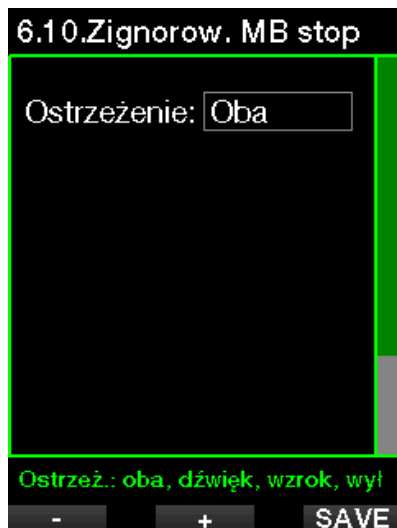 6.10.Zignorow. MB stop
Ostrzeżenie: Oba
Ostrzeż.: oba, dźwięk, wzrok, wył
- + SAVE